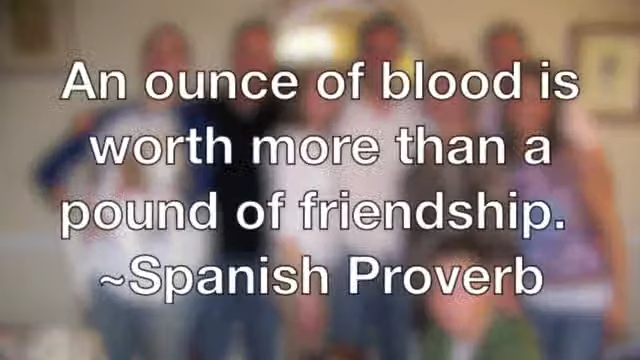 An ounce of blood is
worth more than a
pound of friendship.
~Spanish Proverb